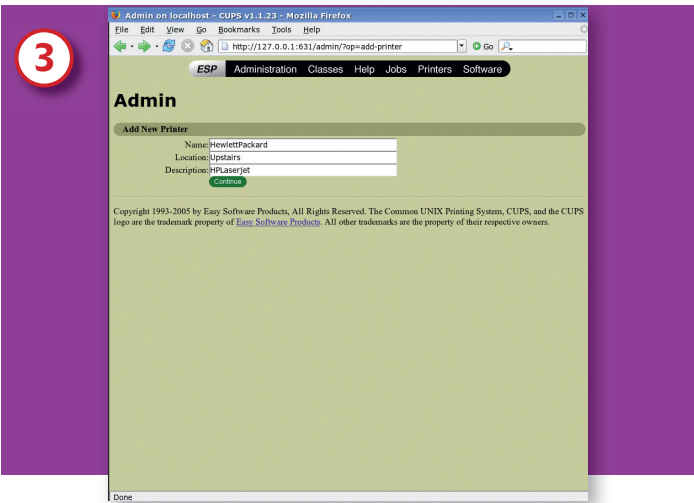 3
Admin on localhost - CUPS v1.1.23 - Mozilla Firefox
File Edit View Go Bookmarks Tools Help
http://127.0.0.1:631/admin/?op=add-printer Go
ESP Administration Classes Help Jobs Printers Software
Admin
Add New Printer
Name: HewlettPackard
Location: Upstairs
Description: HPLaserjet
Continue
Copyright 1993-2005 by Easy Software Products, All Rights Reserved. The Common UNIX Printing System, CUPS, and the CUPS
logo are the trademark property of Easy Software Products. All other trademarks are the property of their respective owners.
Done